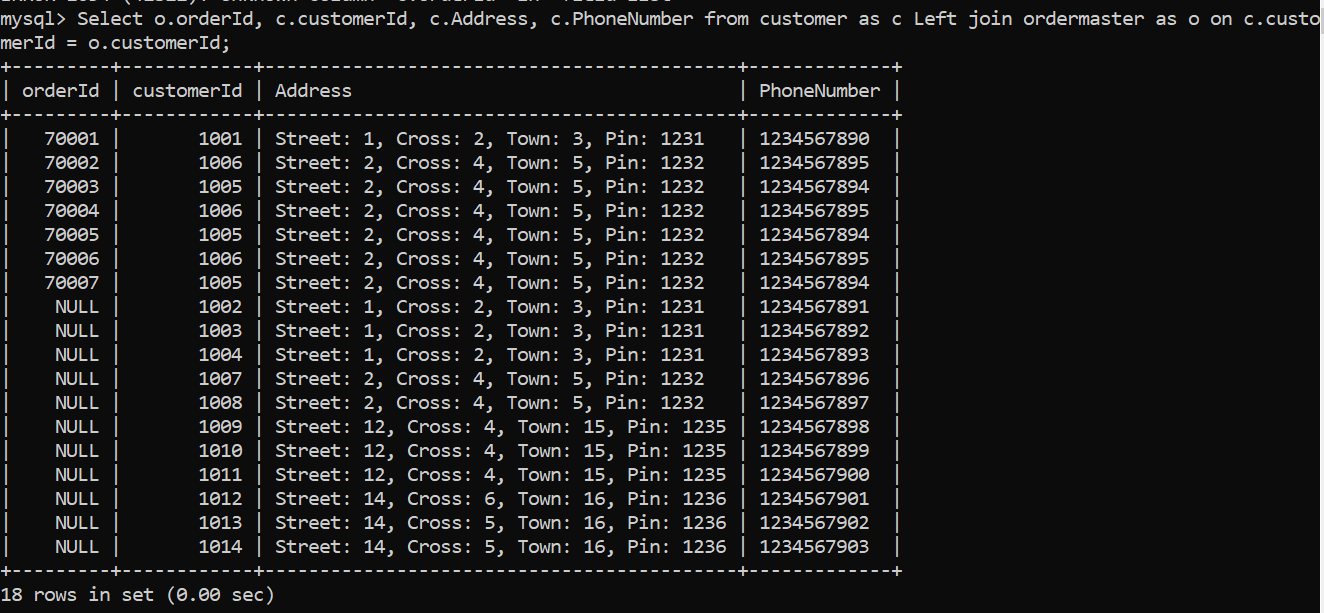 mysql> Select o.orderId, c.customerId, c.Address, c.PhoneNumber from customer as c Left join ordermaster as o on c.custo
merId = o.customerId;
+---------+------------+-------------------------------------------+-------------+
| orderId | customerId | Address                                   | PhoneNumber |
+---------+------------+-------------------------------------------+-------------+
|   70001 |       1001 | Street: 1, Cross: 2, Town: 3, Pin: 1231   | 1234567890  |
|   70002 |       1006 | Street: 2, Cross: 4, Town: 5, Pin: 1232   | 1234567895  |
|   70003 |       1005 | Street: 2, Cross: 4, Town: 5, Pin: 1232   | 1234567894  |
|   70004 |       1006 | Street: 2, Cross: 4, Town: 5, Pin: 1232   | 1234567895  |
|   70005 |       1005 | Street: 2, Cross: 4, Town: 5, Pin: 1232   | 1234567894  |
|   70006 |       1006 | Street: 2, Cross: 4, Town: 5, Pin: 1232   | 1234567895  |
|   70007 |       1005 | Street: 2, Cross: 4, Town: 5, Pin: 1232   | 1234567894  |
|    NULL |       1002 | Street: 1, Cross: 2, Town: 3, Pin: 1231   | 1234567891  |
|    NULL |       1003 | Street: 1, Cross: 2, Town: 3, Pin: 1231   | 1234567892  |
|    NULL |       1004 | Street: 1, Cross: 2, Town: 3, Pin: 1231   | 1234567893  |
|    NULL |       1007 | Street: 2, Cross: 4, Town: 5, Pin: 1232   | 1234567896  |
|    NULL |       1008 | Street: 2, Cross: 4, Town: 5, Pin: 1232   | 1234567897  |
|    NULL |       1009 | Street: 12, Cross: 4, Town: 15, Pin: 1235 | 1234567898  |
|    NULL |       1010 | Street: 12, Cross: 4, Town: 15, Pin: 1235 | 1234567899  |
|    NULL |       1011 | Street: 12, Cross: 4, Town: 15, Pin: 1235 | 1234567900  |
|    NULL |       1012 | Street: 14, Cross: 6, Town: 16, Pin: 1236 | 1234567901  |
|    NULL |       1013 | Street: 14, Cross: 5, Town: 16, Pin: 1236 | 1234567902  |
|    NULL |       1014 | Street: 14, Cross: 5, Town: 16, Pin: 1236 | 1234567903  |
+---------+------------+-------------------------------------------+-------------+
18 rows in set (0.00 sec)